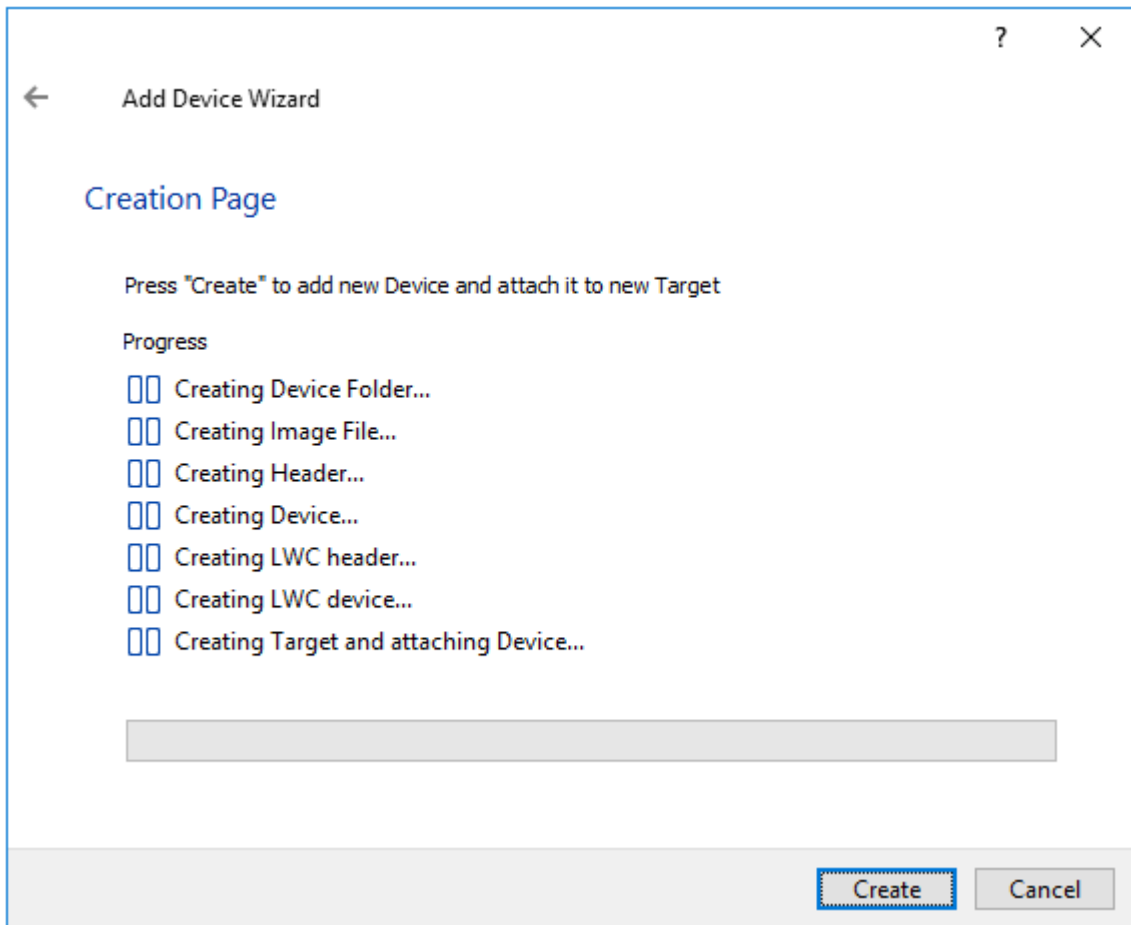 ?
Add Device Wizard
Creation Page
Press "Create" to add new Device and attach it to new Target
Progress
Creating Device Folder...
Creating Image File...
Creating Header...
Creating Device...
Creating LWC header...
Creating LWC device...
Creating Target and attaching Device...
Create Cancel